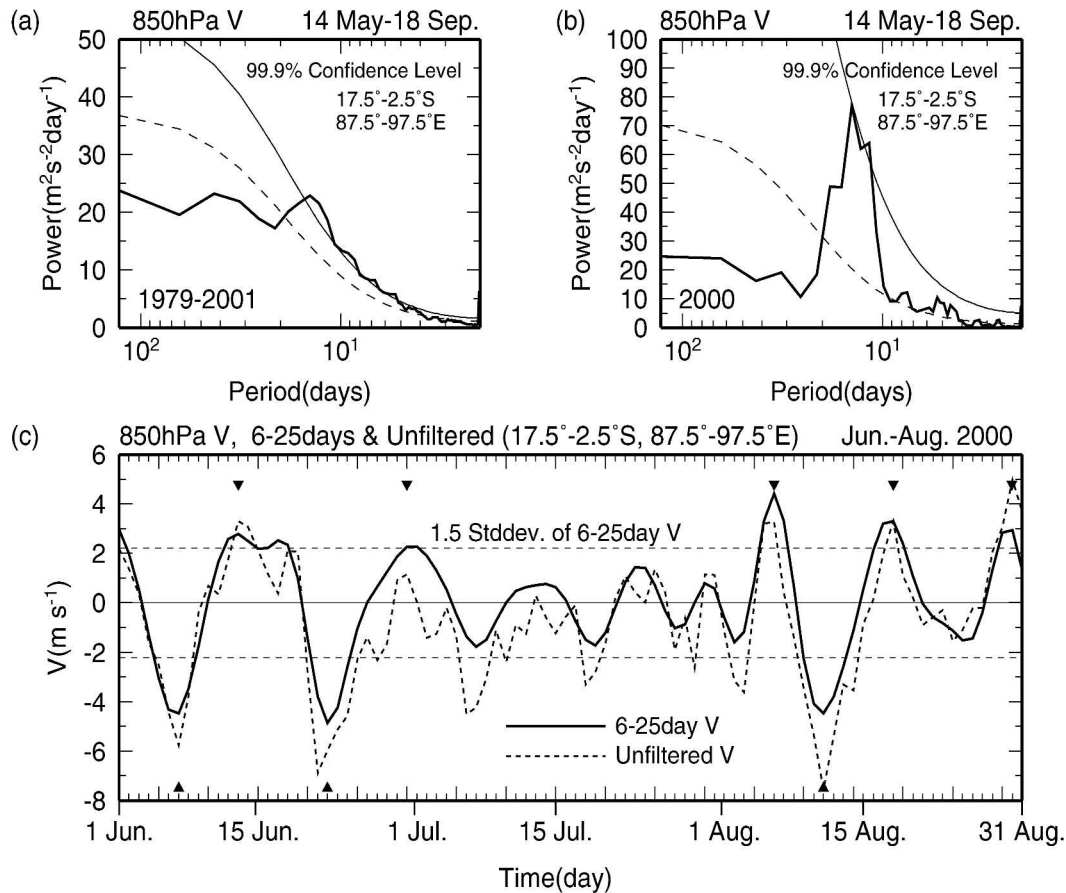 (a) 850hPa V 14 May-18 Sep.
50
40
30
20
10
0
Power(m²s⁻²day⁻¹)
99.9% Confidence Level
17.5˚-2.5˚S
87.5˚-97.5˚E
1979-2001
10² 10¹
Period(days)
(b) 850hPa V 14 May-18 Sep.
100
90
80
70
60
50
40
30
20
10
0
Power(m²s⁻²day⁻¹)
99.9% Confidence Level
17.5˚-2.5˚S
87.5˚-97.5˚E
2000
10² 10¹
Period(days)
(c) 850hPa V, 6-25days & Unfiltered (17.5˚-2.5˚S, 87.5˚-97.5˚E) Jun.-Aug. 2000
6
4
2
0
-2
-4
-6
-8
V(m s⁻¹)
1.5 Stddev. of 6-25day V
6-25day V
Unfiltered V
1 Jun. 15 Jun. 1 Jul. 15 Jul. 1 Aug. 15 Aug. 31 Aug.
Time(day)